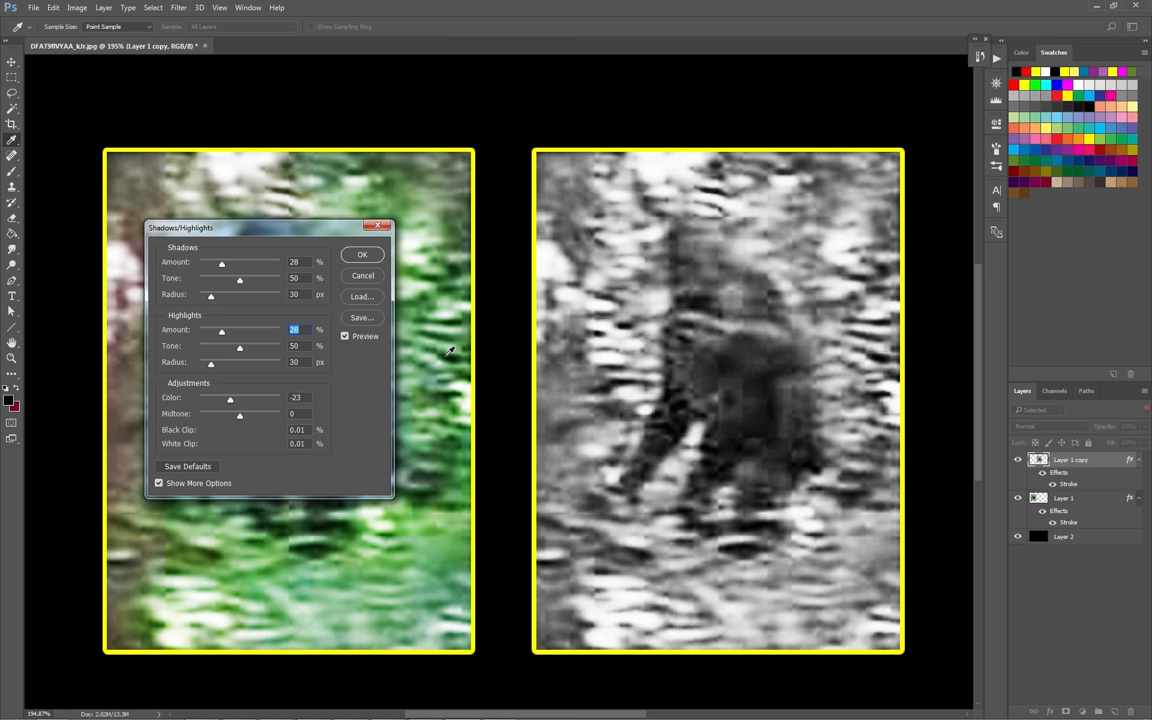 Ps File Edit Image Layer Type Select Filter 3D View Window Help
Sample Size: Point Sample All Layers Show Sampling Ring
DFAT9fIVYAA_kJr.jpg @ 195% (Layer 1 copy, RGB/8) *
Color Swatches
Shadows/Highlights
Shadows
Amount: 28 %
Tone: 50 %
Radius: 30 px
Highlights
Amount: 28 %
Tone: 50 %
Radius: 30 px
Adjustments
Color: -23
Midtone: 0
Black Clip: 0.01 %
White Clip: 0.01 %
Save Defaults
Show More Options
OK
Cancel
Load...
Save...
Preview
Layers Channels Paths
Selected
Normal Opacity: 100%
Lock: Fill: 100%
Layer 1 copy fx
Effects
Stroke
Layer 1 fx
Effects
Stroke
Layer 2
194.87% Doc: 2.02M/13.3M